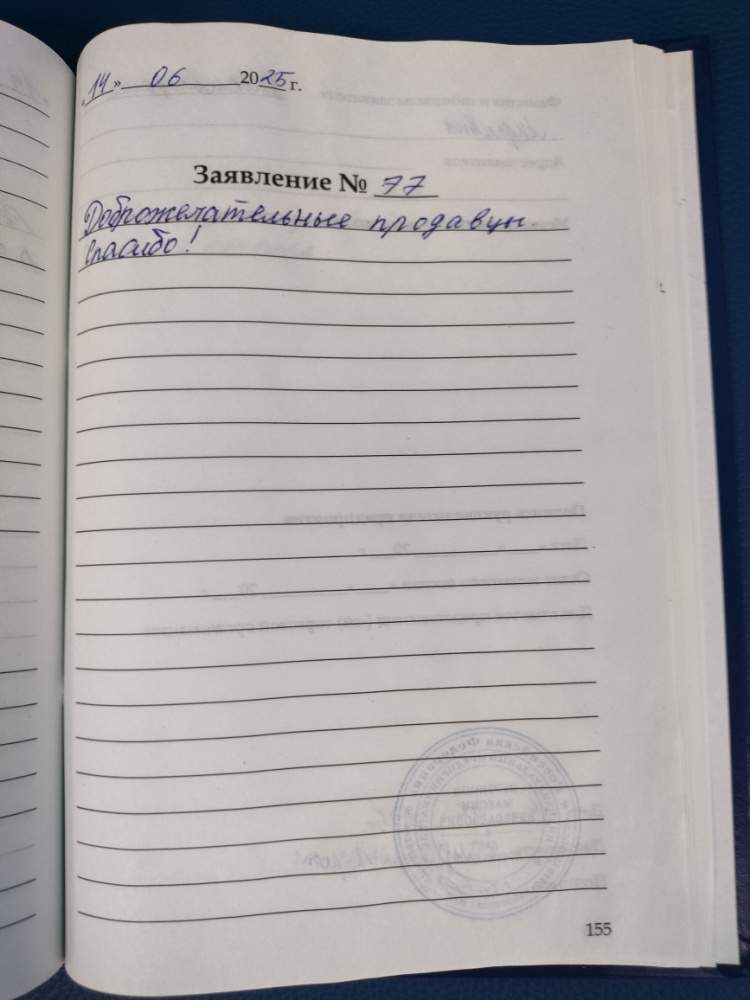 «14» 06 2025 г.
Заявление № 77
Доброжелательные продавцы
Спасибо!
155